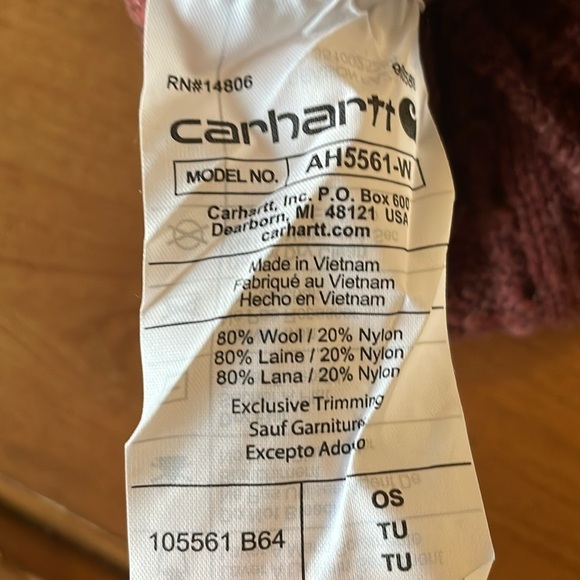 RN#14806
carhartt
MODEL NO. AH5561-W
Carhartt, Inc. P.O. Box 600
Dearborn, MI 48121 USA
carhartt.com
Made in Vietnam
Fabriqué au Vietnam
Hecho en Vietnam
80% Wool / 20% Nylon
80% Laine / 20% Nylon
80% Lana / 20% Nylon
Exclusive Trimming
Sauf Garniture
Excepto Adorno
105561 B64
OS
TU
TU